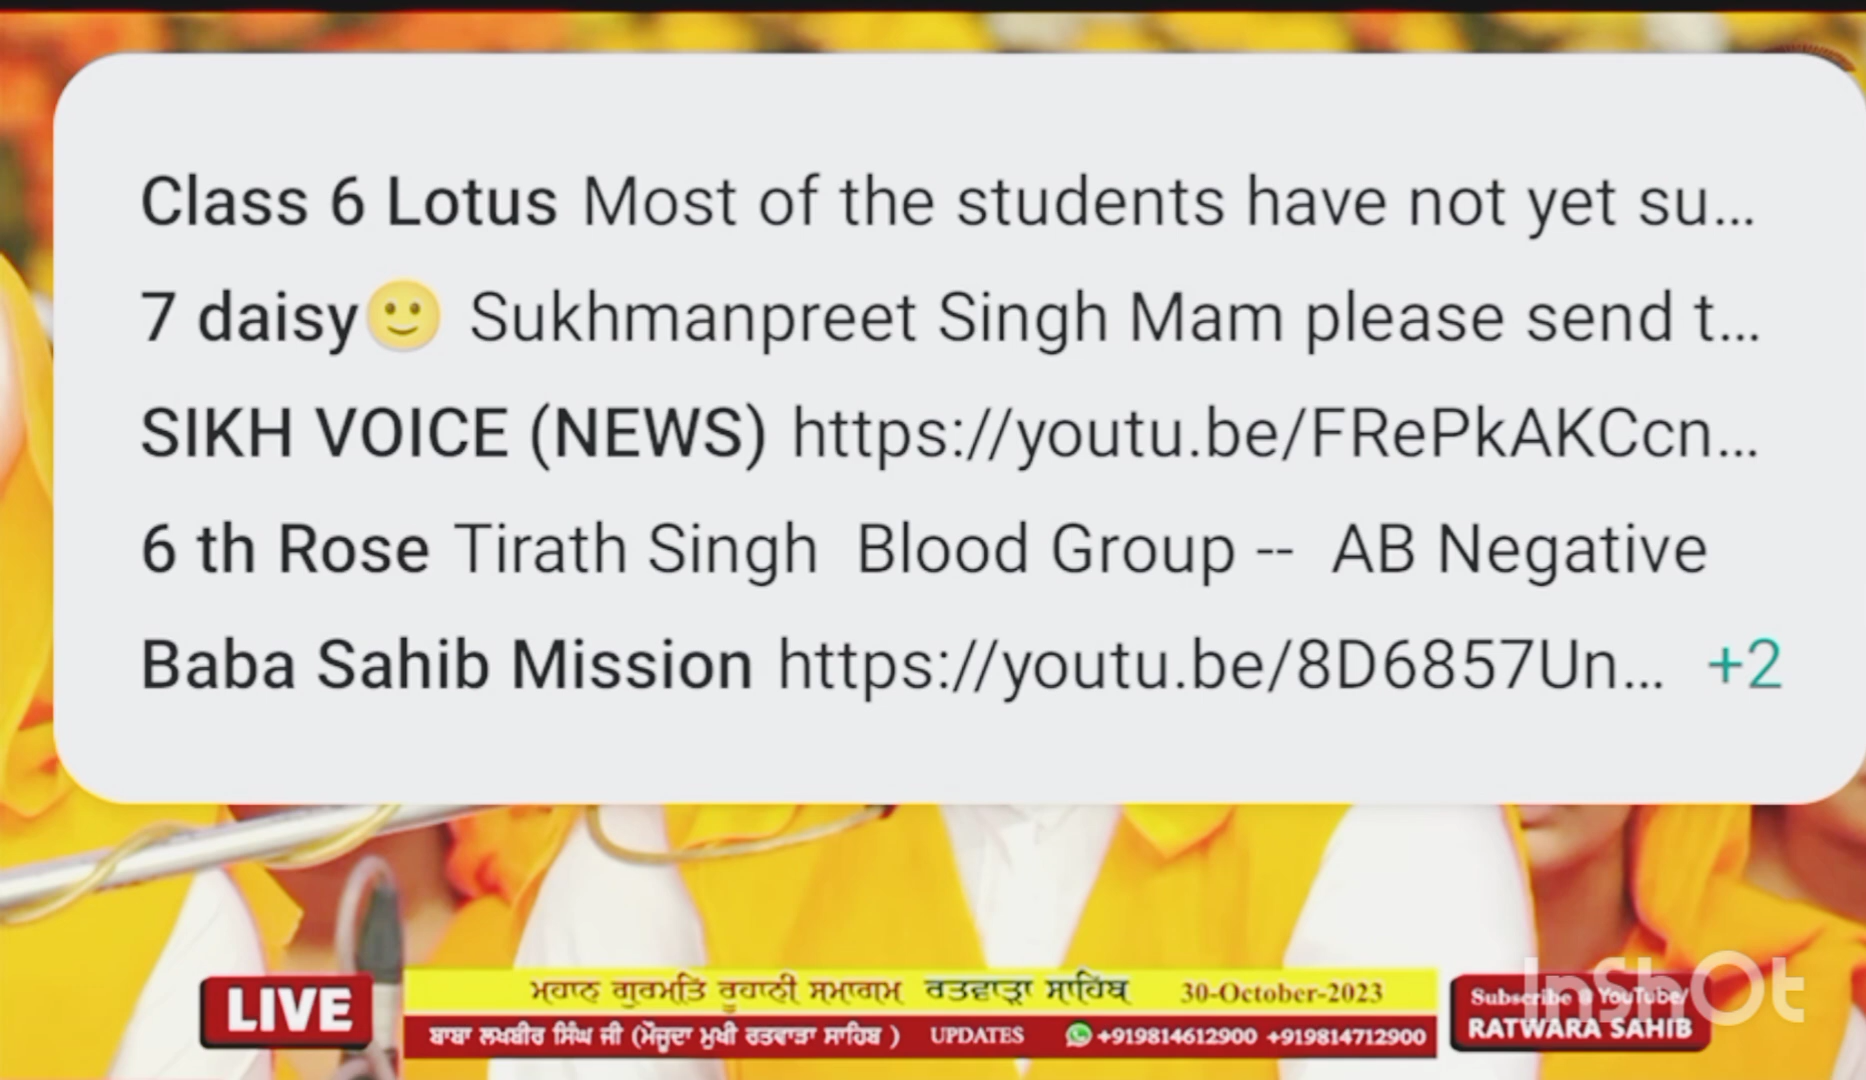 Class 6 Lotus Most of the students have not yet su...
7 daisy🙂 Sukhmanpreet Singh Mam please send t...
SIKH VOICE (NEWS) https://youtu.be/FRePkAKCcn...
6 th Rose Tirath Singh Blood Group -- AB Negative
Baba Sahib Mission https://youtu.be/8D6857Un... +2
LIVE
ਮਹਾਨ ਗੁਰਮਤਿ ਰੂਹਾਨੀ ਸਮਾਗਮ ਰਤਵਾੜਾ ਸਾਹਿਬ 30-October-2023
ਬਾਬਾ ਲਖਬੀਰ ਸਿੰਘ ਜੀ (ਮੌਜੂਦਾ ਮੁਖੀ ਰਤਵਾੜਾ ਸਾਹਿਬ ) UPDATES +919814612900 +919814712900
Subscribe @ YouTube/
RATWARA SAHIB
InShOt